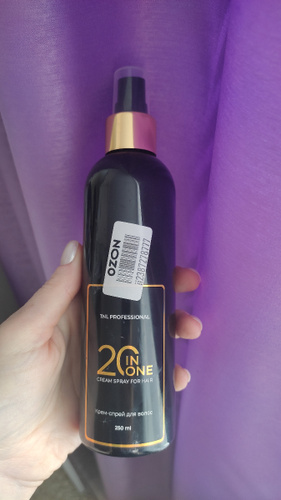 OZON
TNL PROFESSIONAL
20 IN ONE
CREAM SPRAY FOR HAIR
крем-спрей для волос
250 ml